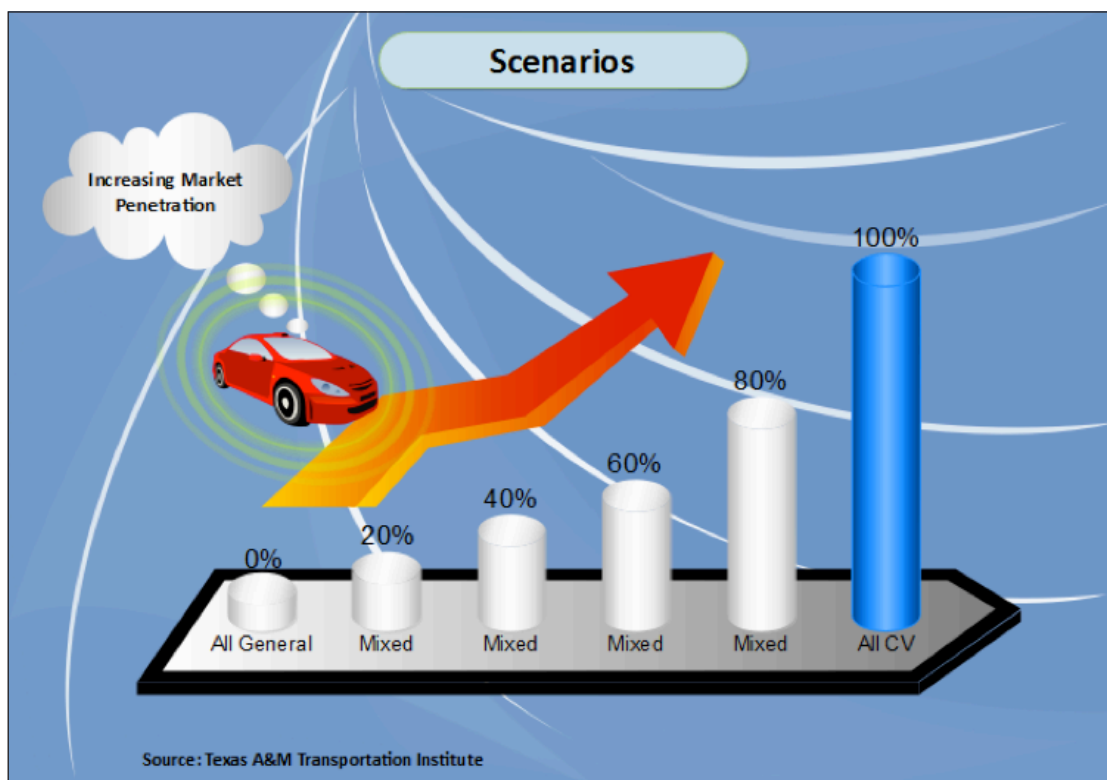 Scenarios
Increasing Market
Penetration
100%
80%
60%
40%
20%
0%
All General
Mixed
Mixed
Mixed
Mixed
All CV
Source: Texas A&M Transportation Institute